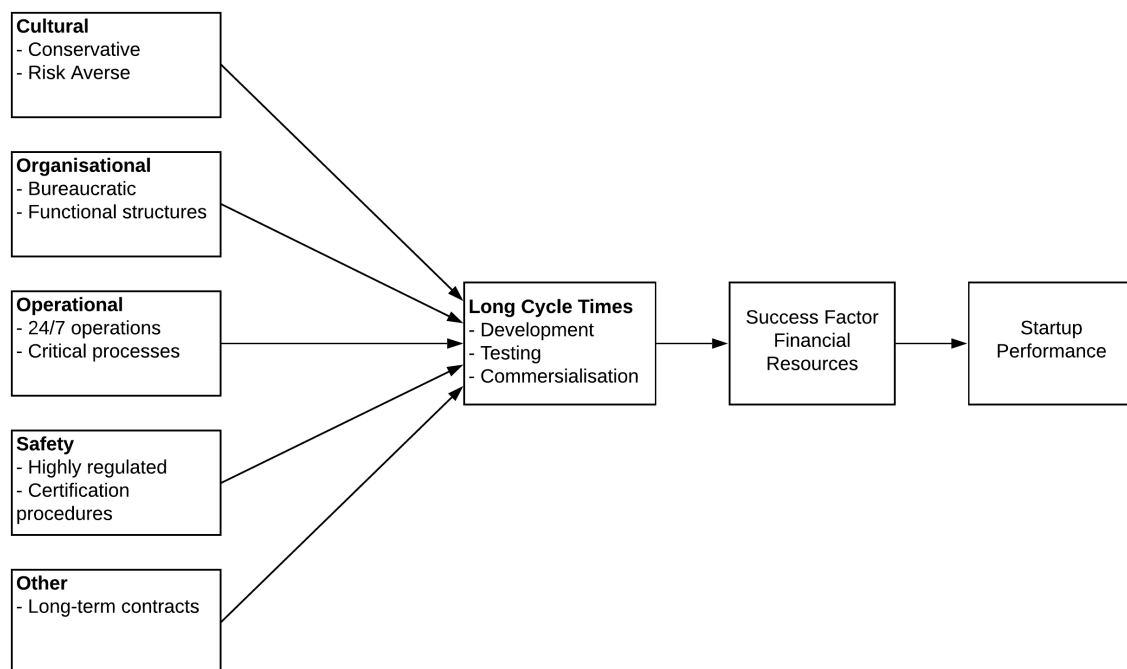 Cultural
- Conservative
- Risk Averse
Organisational
- Bureaucratic
- Functional structures
Operational
- 24/7 operations
- Critical processes
Safety
- Highly regulated
- Certification
procedures
Other
- Long-term contracts
Long Cycle Times
- Development
- Testing
- Commersialisation
Success Factor
Financial
Resources
Startup
Performance